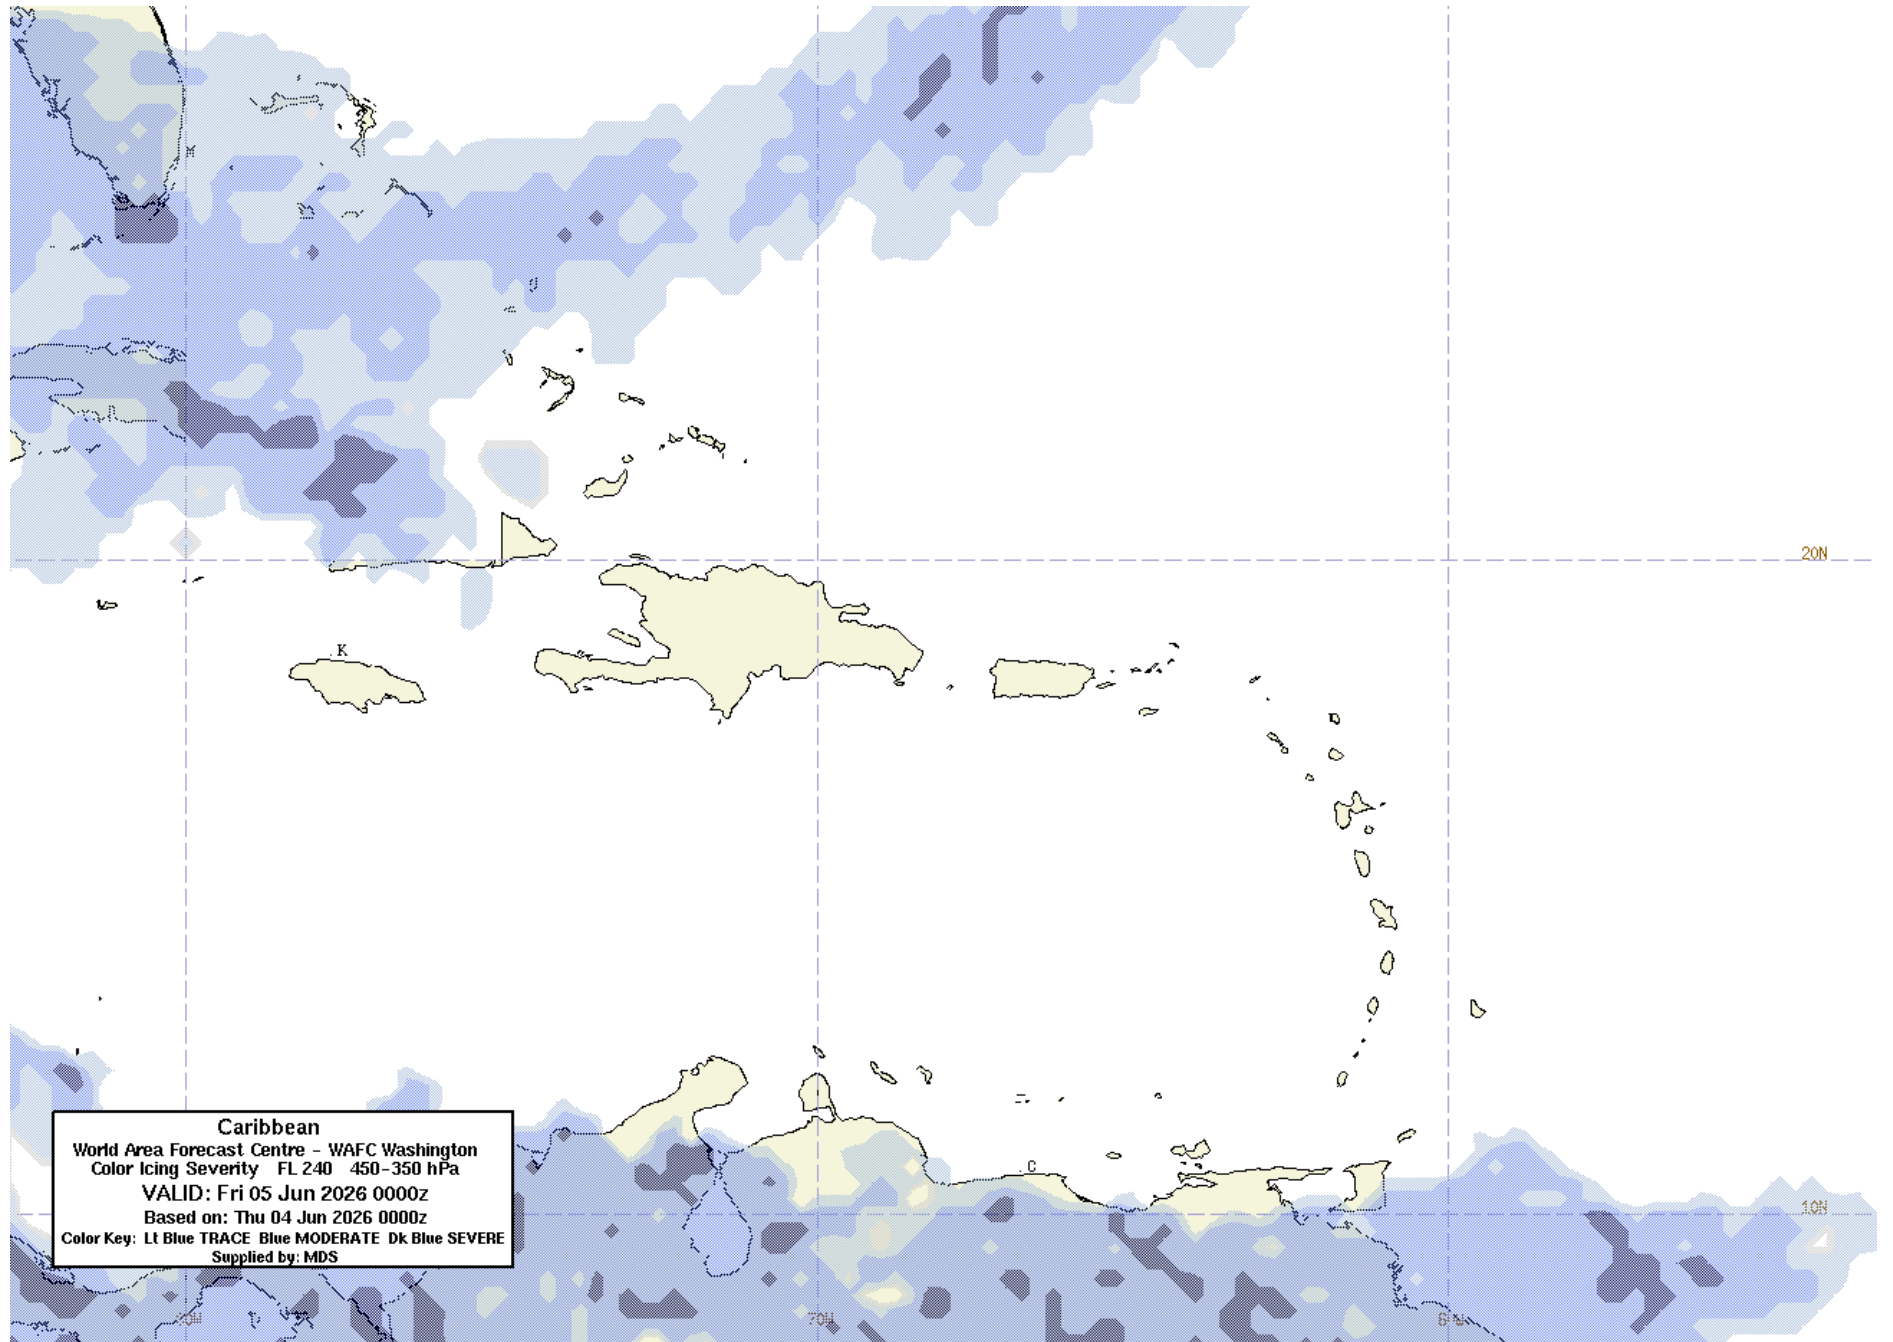 M
20N
K
C
Caribbean
World Area Forecast Centre - WAFC Washington
Color Icing Severity FL 240 450-350 hPa
VALID: Fri 05 Jun 2026 0000z
Based on: Thu 04 Jun 2026 0000z
Color Key: Lt Blue TRACE Blue MODERATE Dk Blue SEVERE
Supplied by: MDS
10N
70W